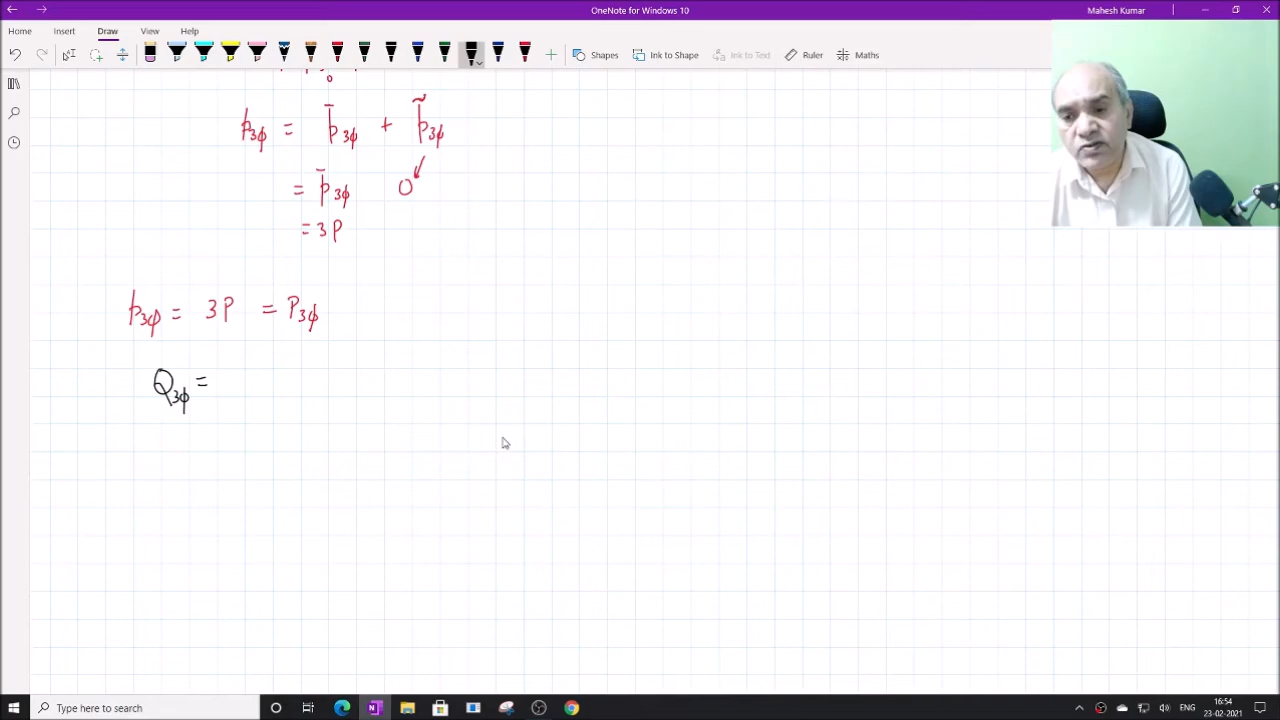 OneNote for Windows 10
Mahesh Kumar
Home Insert Draw View Help
Shapes Ink to Shape Ink to Text Ruler Maths
0
p3ϕ = p̄3ϕ + p̃3ϕ
= p̄3ϕ 0
= 3P
p3ϕ = 3P = P3ϕ
Q3ϕ =
Type here to search
ENG
16:54
23-02-2021